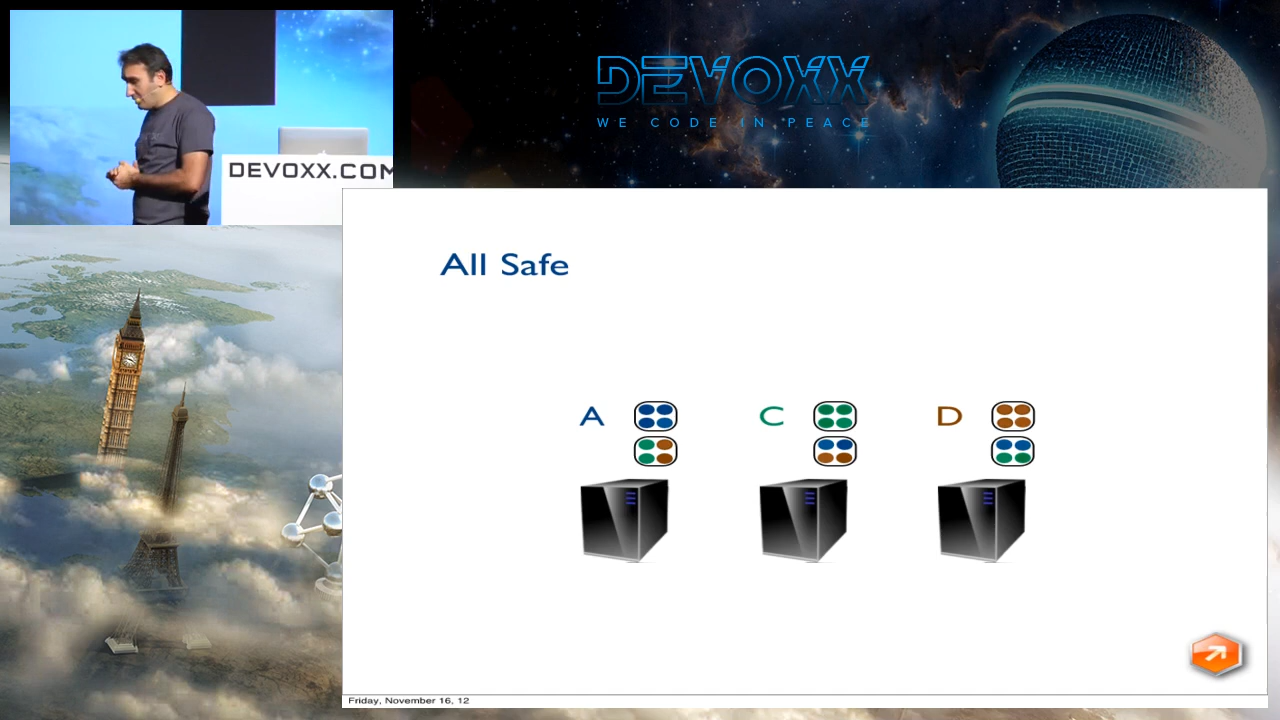 DEVOXX
WE CODE IN PEACE
DEVOXX.COM
All Safe
A
C
D
Friday, November 16, 12